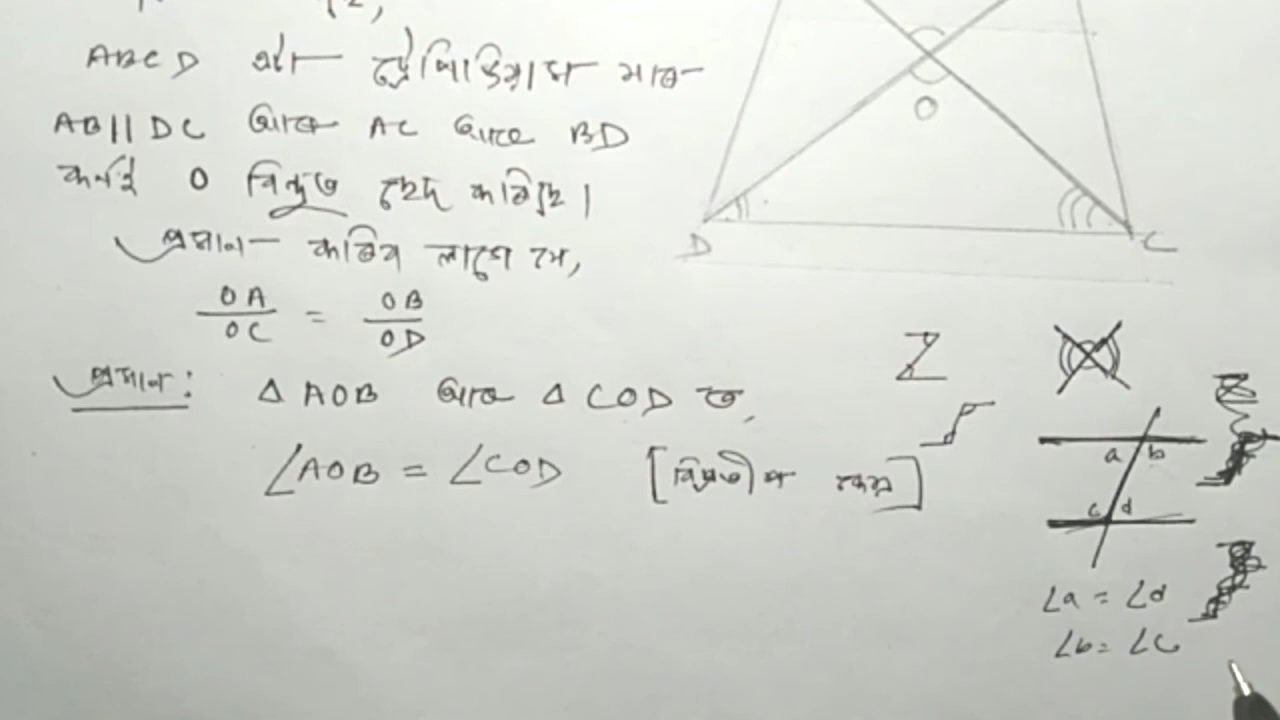 ABCD এটা ট্ৰেপিজিয়াম য'ত
AB || DC আৰু AC আৰু BD
কৰ্ণই O বিন্দুত ছেদ কৰিছে।
প্ৰমাণ কৰিব লাগে যে,
OA/OC = OB/OD
প্ৰমাণ: Δ AOB আৰু Δ COD ত,
∠AOB = ∠COD [বিপ্ৰতীপ কোণ]
O
D C
Z
a b
c d
∠a = ∠d
∠b = ∠c